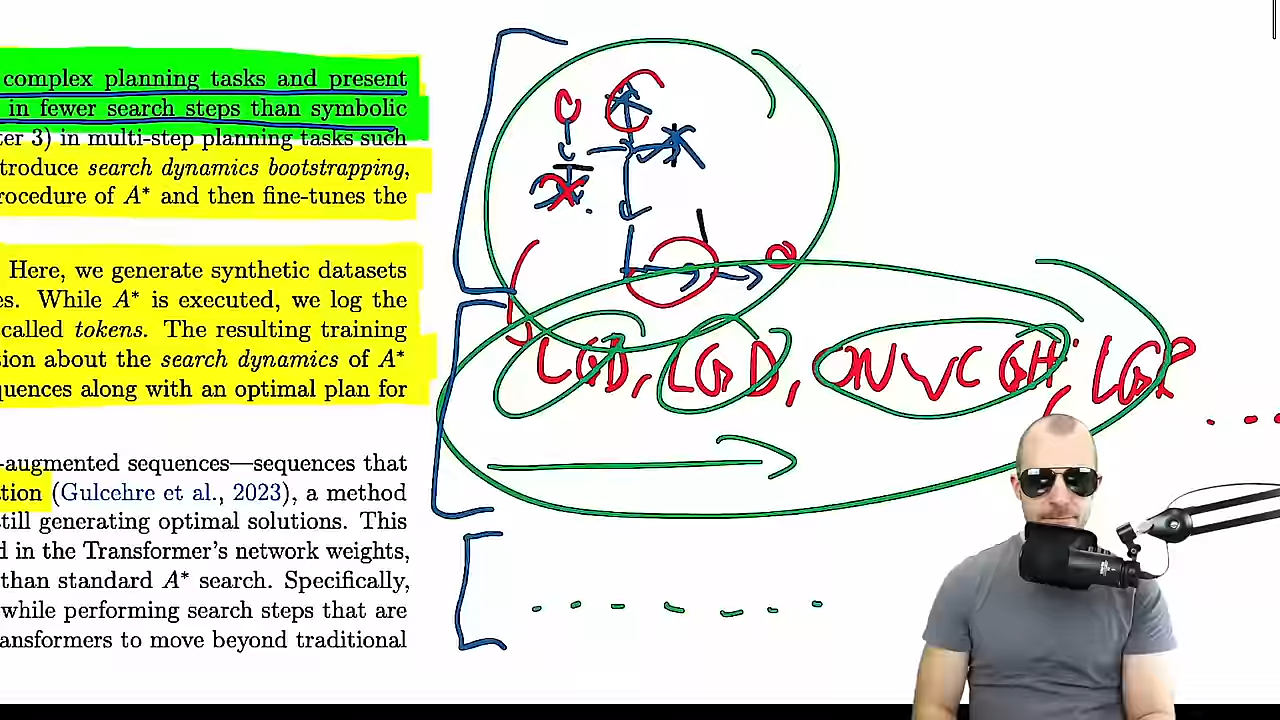 complex planning tasks and present
in fewer search steps than symbolic
ter 3) in multi-step planning tasks such
troduce search dynamics bootstrapping,
rocedure of A* and then fine-tunes the
Here, we generate synthetic datasets
es. While A* is executed, we log the
called tokens. The resulting training
tion about the search dynamics of A*
quences along with an optimal plan for
-augmented sequences—sequences that
tion (Gulcehre et al., 2023), a method
till generating optimal solutions. This
d in the Transformer's network weights,
than standard A* search. Specifically,
while performing search steps that are
ansformers to move beyond traditional